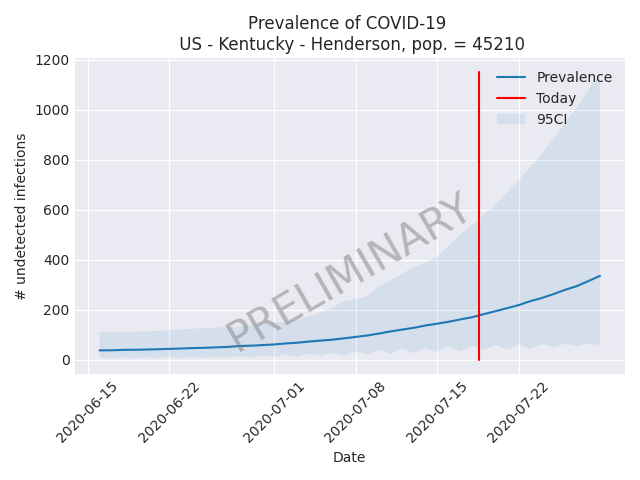 Prevalence of COVID-19
US - Kentucky - Henderson, pop. = 45210
1200
1000
800
600
400
200
0
# undetected infections
Prevalence
Today
95CI
PRELIMINARY
2020-06-15
2020-06-22
2020-07-01
2020-07-08
2020-07-15
2020-07-22
Date